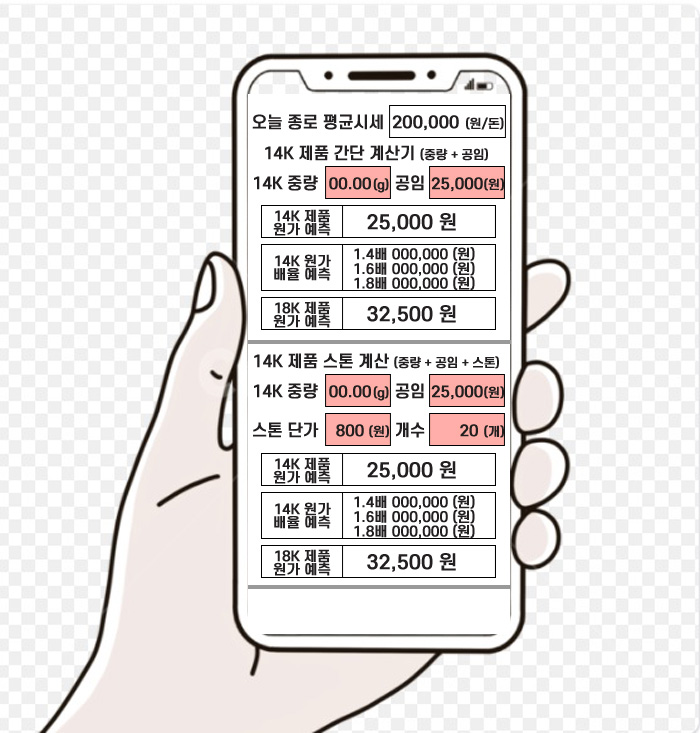 오늘 종로 평균시세 200,000 (원/돈)
14K 제품 간단 계산기 (중량 + 공임)
14K 중량 00.00(g) 공임 25,000(원)
14K 제품
원가 예측
25,000 원
14K 원가
배율 예측
1.4배 000,000 (원)
1.6배 000,000 (원)
1.8배 000,000 (원)
18K 제품
원가 예측
32,500 원
14K 제품 스톤 계산 (중량 + 공임 + 스톤)
14K 중량 00.00(g) 공임 25,000(원)
스톤 단가 800 (원) 개수 20 (개)
14K 제품
원가 예측
25,000 원
14K 원가
배율 예측
1.4배 000,000 (원)
1.6배 000,000 (원)
1.8배 000,000 (원)
18K 제품
원가 예측
32,500 원